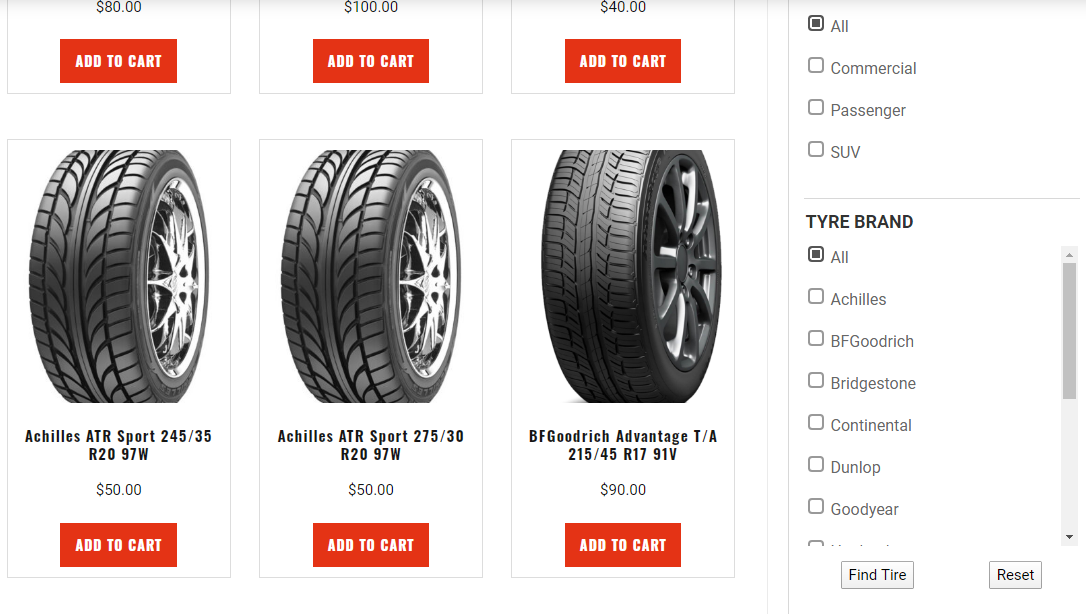 $80.00
$100.00
$40.00
ADD TO CART
ADD TO CART
ADD TO CART
Achilles ATR Sport 245/35
R20 97W
$50.00
ADD TO CART
Achilles ATR Sport 275/30
R20 97W
$50.00
ADD TO CART
BFGoodrich Advantage T/A
215/45 R17 91V
$90.00
ADD TO CART
All
Commercial
Passenger
SUV
TYRE BRAND
All
Achilles
BFGoodrich
Bridgestone
Continental
Dunlop
Goodyear
Find Tire
Reset